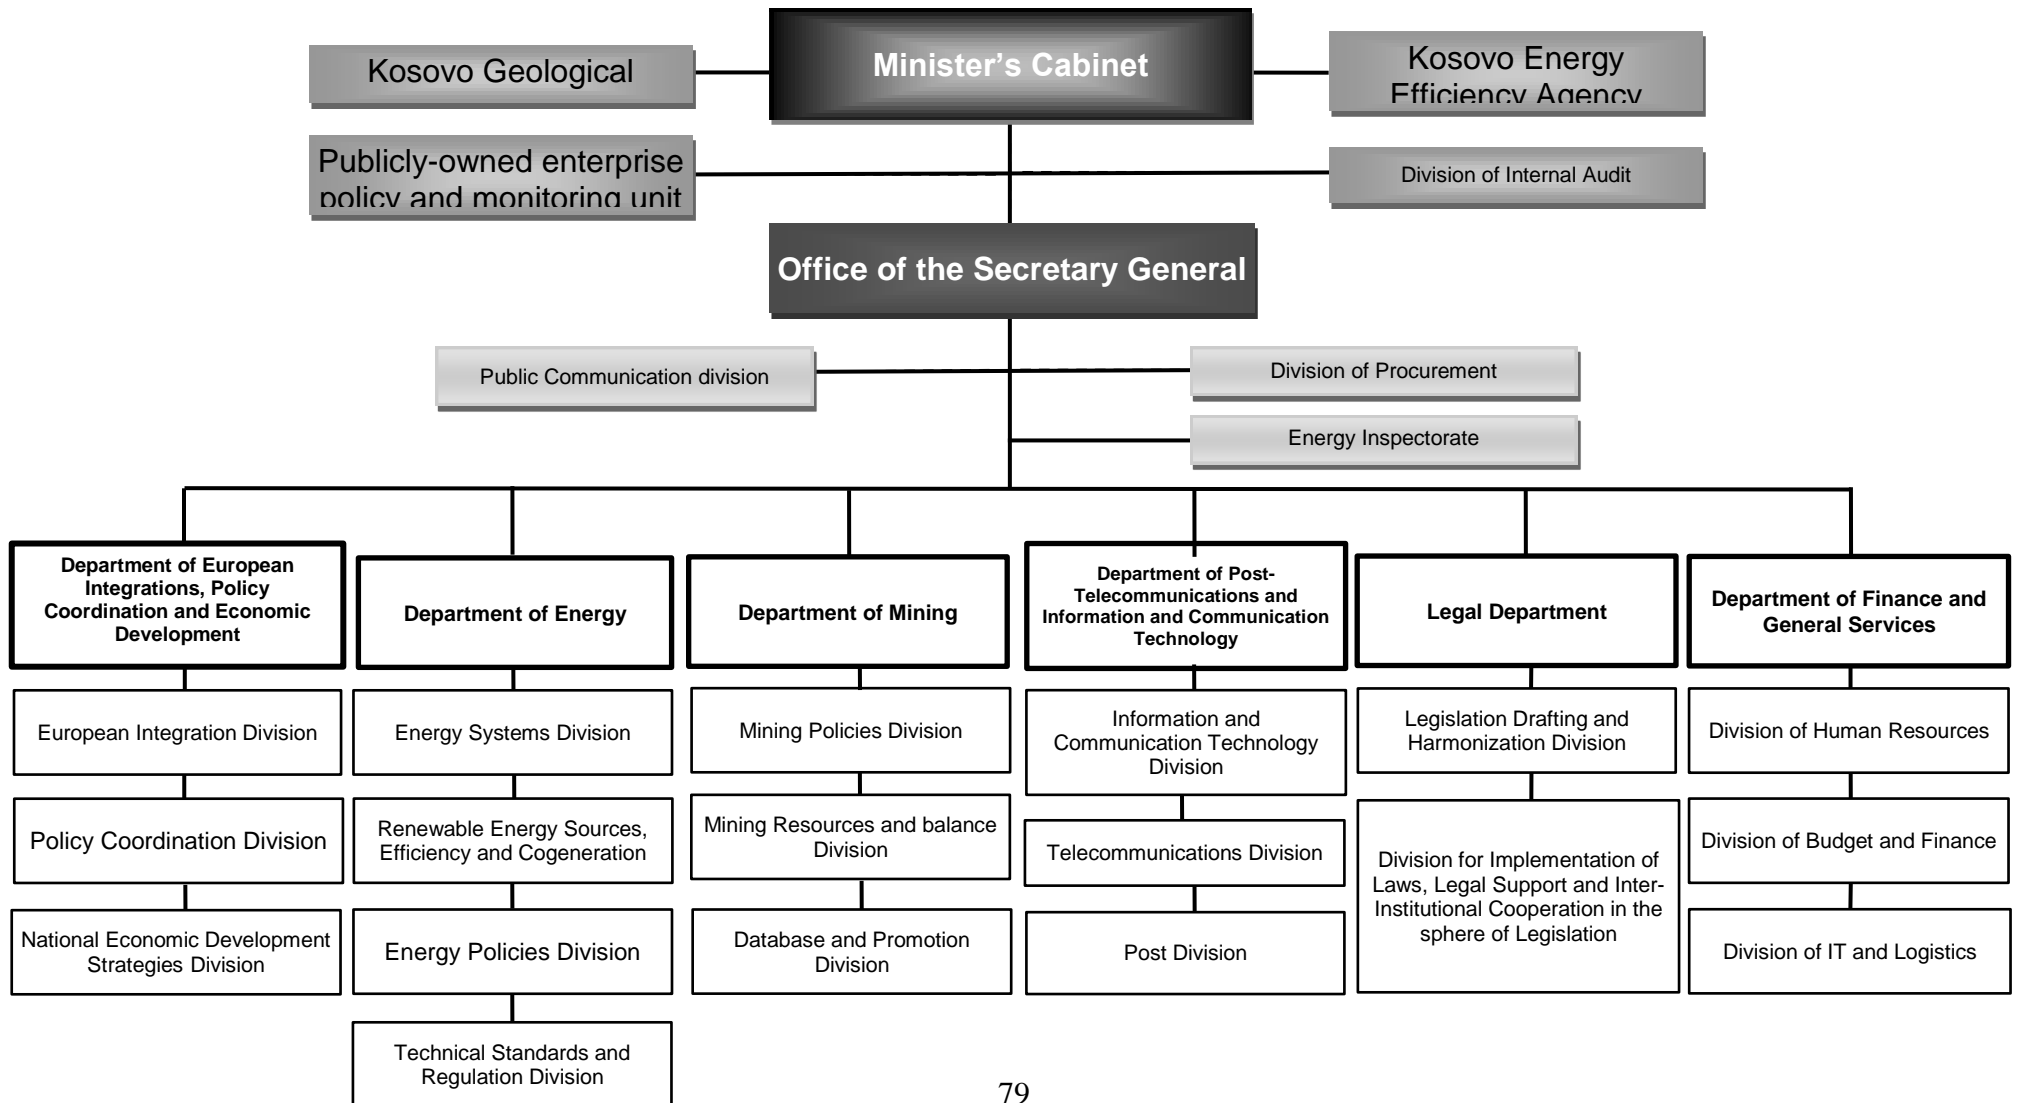 Minister's Cabinet
Kosovo Geological
Kosovo Energy
Efficiency Agency
Publicly-owned enterprise
policy and monitoring unit
Division of Internal Audit
Office of the Secretary General
Public Communication division
Division of Procurement
Energy Inspectorate
Department of European
Integrations, Policy
Coordination and Economic
Development
European Integration Division
Policy Coordination Division
National Economic Development
Strategies Division
Department of Energy
Energy Systems Division
Renewable Energy Sources,
Efficiency and Cogeneration
Energy Policies Division
Technical Standards and
Regulation Division
Department of Mining
Mining Policies Division
Mining Resources and balance
Division
Database and Promotion
Division
Department of Post-
Telecommunications and
Information and Communication
Technology
Information and
Communication Technology
Division
Telecommunications Division
Post Division
Legal Department
Legislation Drafting and
Harmonization Division
Division for Implementation of
Laws, Legal Support and Inter-
Institutional Cooperation in the
sphere of Legislation
Department of Finance and
General Services
Division of Human Resources
Division of Budget and Finance
Division of IT and Logistics
79